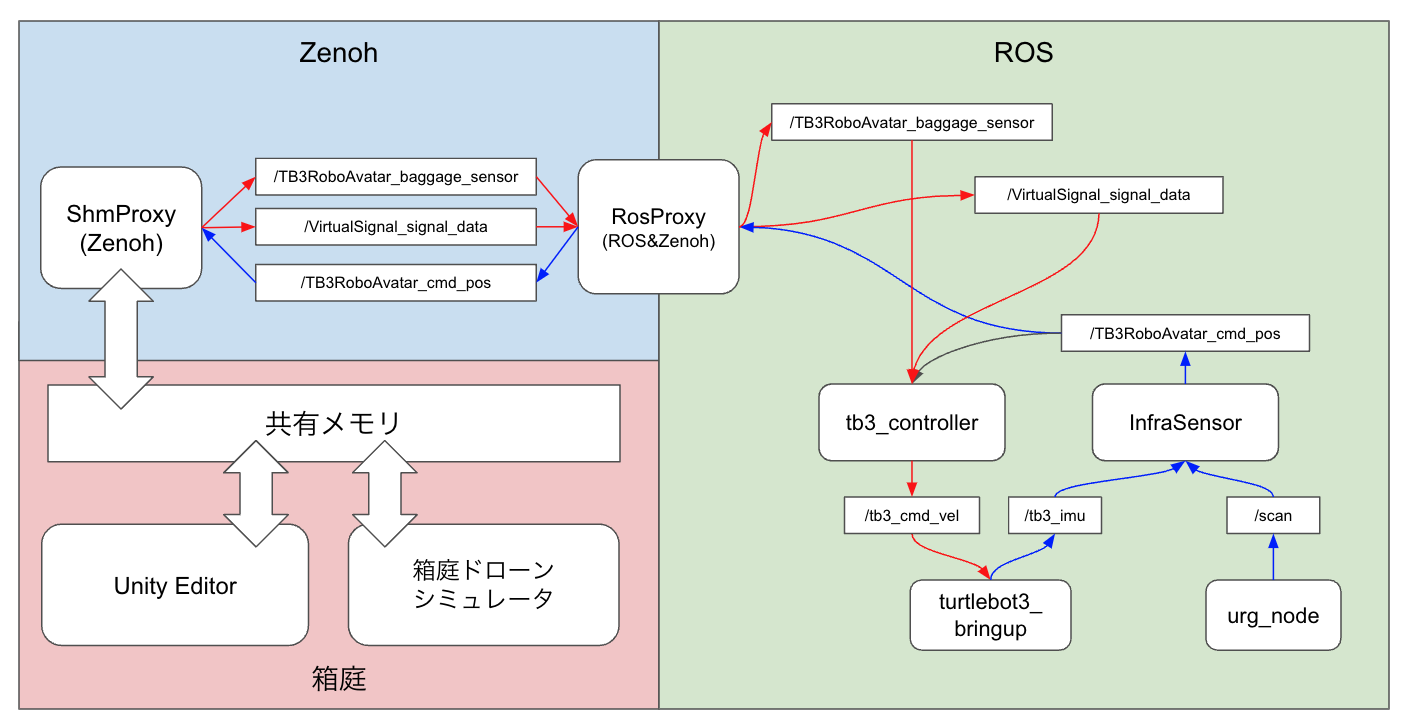 Zenoh
ROS
/TB3RoboAvatar_baggage_sensor
/TB3RoboAvatar_baggage_sensor
/VirtualSignal_signal_data
ShmProxy
(Zenoh)
/VirtualSignal_signal_data
/TB3RoboAvatar_cmd_pos
RosProxy
(ROS&Zenoh)
/TB3RoboAvatar_cmd_pos
共有メモリ
tb3_controller
InfraSensor
/tb3_cmd_vel
/tb3_imu
/scan
Unity Editor
箱庭ドローン
シミュレータ
turtlebot3_
bringup
urg_node
箱庭